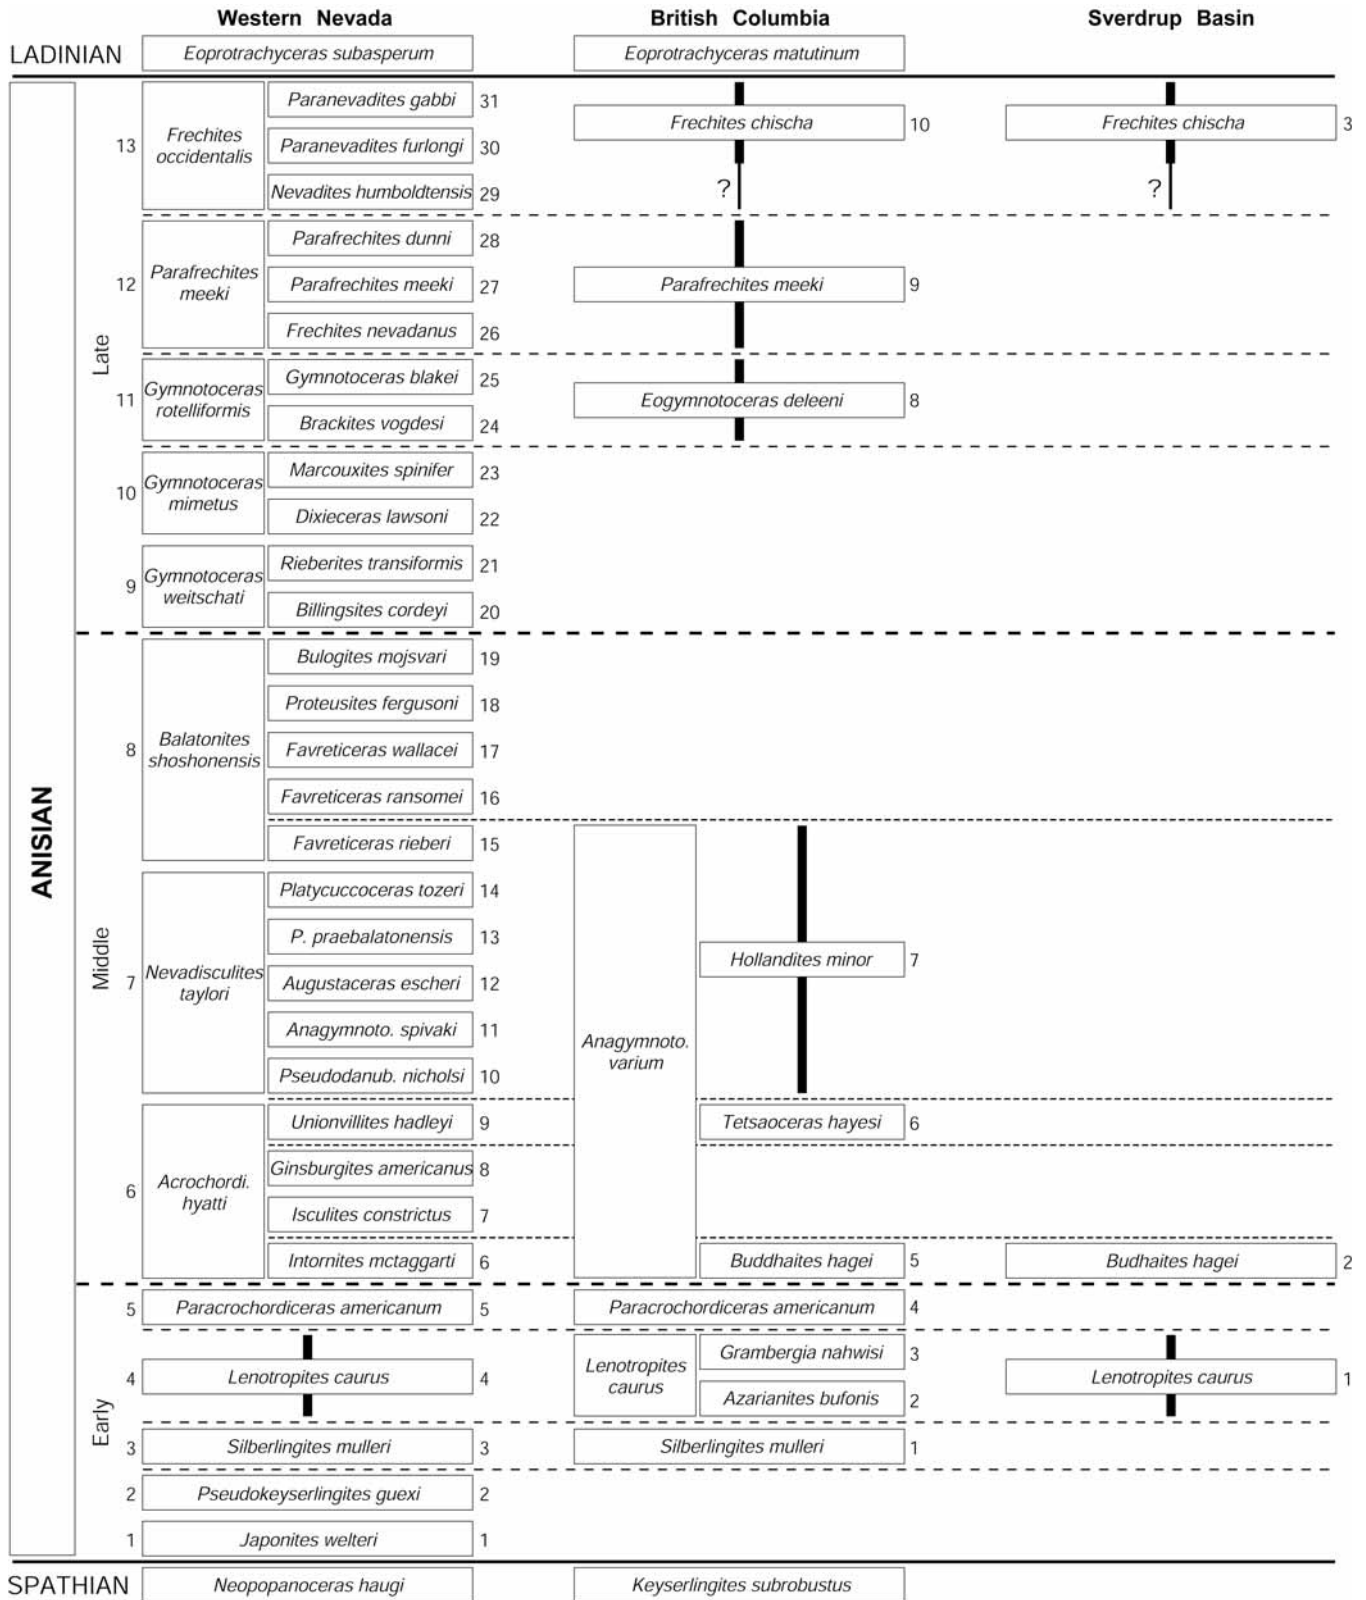 Western Nevada British Columbia Sverdrup Basin
LADINIAN Eoprotrachyceras subasperum Eoprotrachyceras matutinum
ANISIAN
Late
Middle
Early
Paranevadites gabbi 31
Frechites chischa 10 Frechites chischa 3
13 Frechites
occidentalis
Paranevadites furlongi 30
Nevadites humboldtensis 29 ? ?
Parafrechites dunni 28
12 Parafrechites
meeki
Parafrechites meeki 27 Parafrechites meeki 9
Frechites nevadanus 26
Gymnotoceras blakei 25
11 Gymnotoceras
rotelliformis
Eogymnotoceras deleeni 8
Brackites vogdesi 24
Marcouxites spinifer 23
10 Gymnotoceras
mimetus
Dixieceras lawsoni 22
Rieberites transiformis 21
9 Gymnotoceras
weitschati
Billingsites cordeyi 20
Bulogites mojsvari 19
Proteusites fergusoni 18
8 Balatonites
shoshonensis
Favreticeras wallacei 17
Favreticeras ransomei 16
Favreticeras rieberi 15
Platycuccoceras tozeri 14
P. praebalatonensis 13
Hollandites minor 7
7 Nevadisculites
taylori
Augustaceras escheri 12
Anagymnoto. spivaki 11
Anagymnoto.
varium
Pseudodanub. nicholsi 10
Unionvillites hadleyi 9 Tetsaoceras hayesi 6
Ginsburgites americanus 8
6 Acrochordi.
hyatti
Isculites constrictus 7
Intornites mctaggarti 6 Buddhaites hagei 5 Budhaites hagei 2
5 Paracrochordiceras americanum 5 Paracrochordiceras americanum 4
Grambergia nahwisi 3
4 Lenotropites caurus 4 Lenotropites
caurus
Lenotropites caurus 1
Azarianites bufonis 2
3 Silberlingites mulleri 3 Silberlingites mulleri 1
2 Pseudokeyserlingites guexi 2
1 Japonites welteri 1
SPATHIAN Neopopanoceras haugi Keyserlingites subrobustus